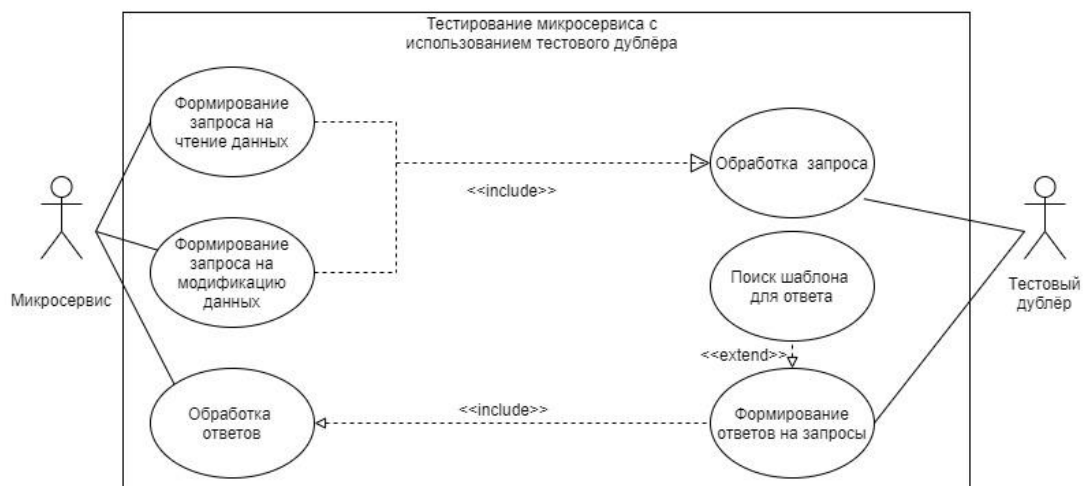 Тестирование микросервиса с
использованием тестового дублёра
Формирование
запроса на
чтение данных
Обработка запроса
<<include>>
Формирование
запроса на
модификацию
данных
Поиск шаблона
для ответа
Микросервис
Тестовый
дублёр
<<extend>>
Обработка
ответов
<<include>>
Формирование
ответов на запросы